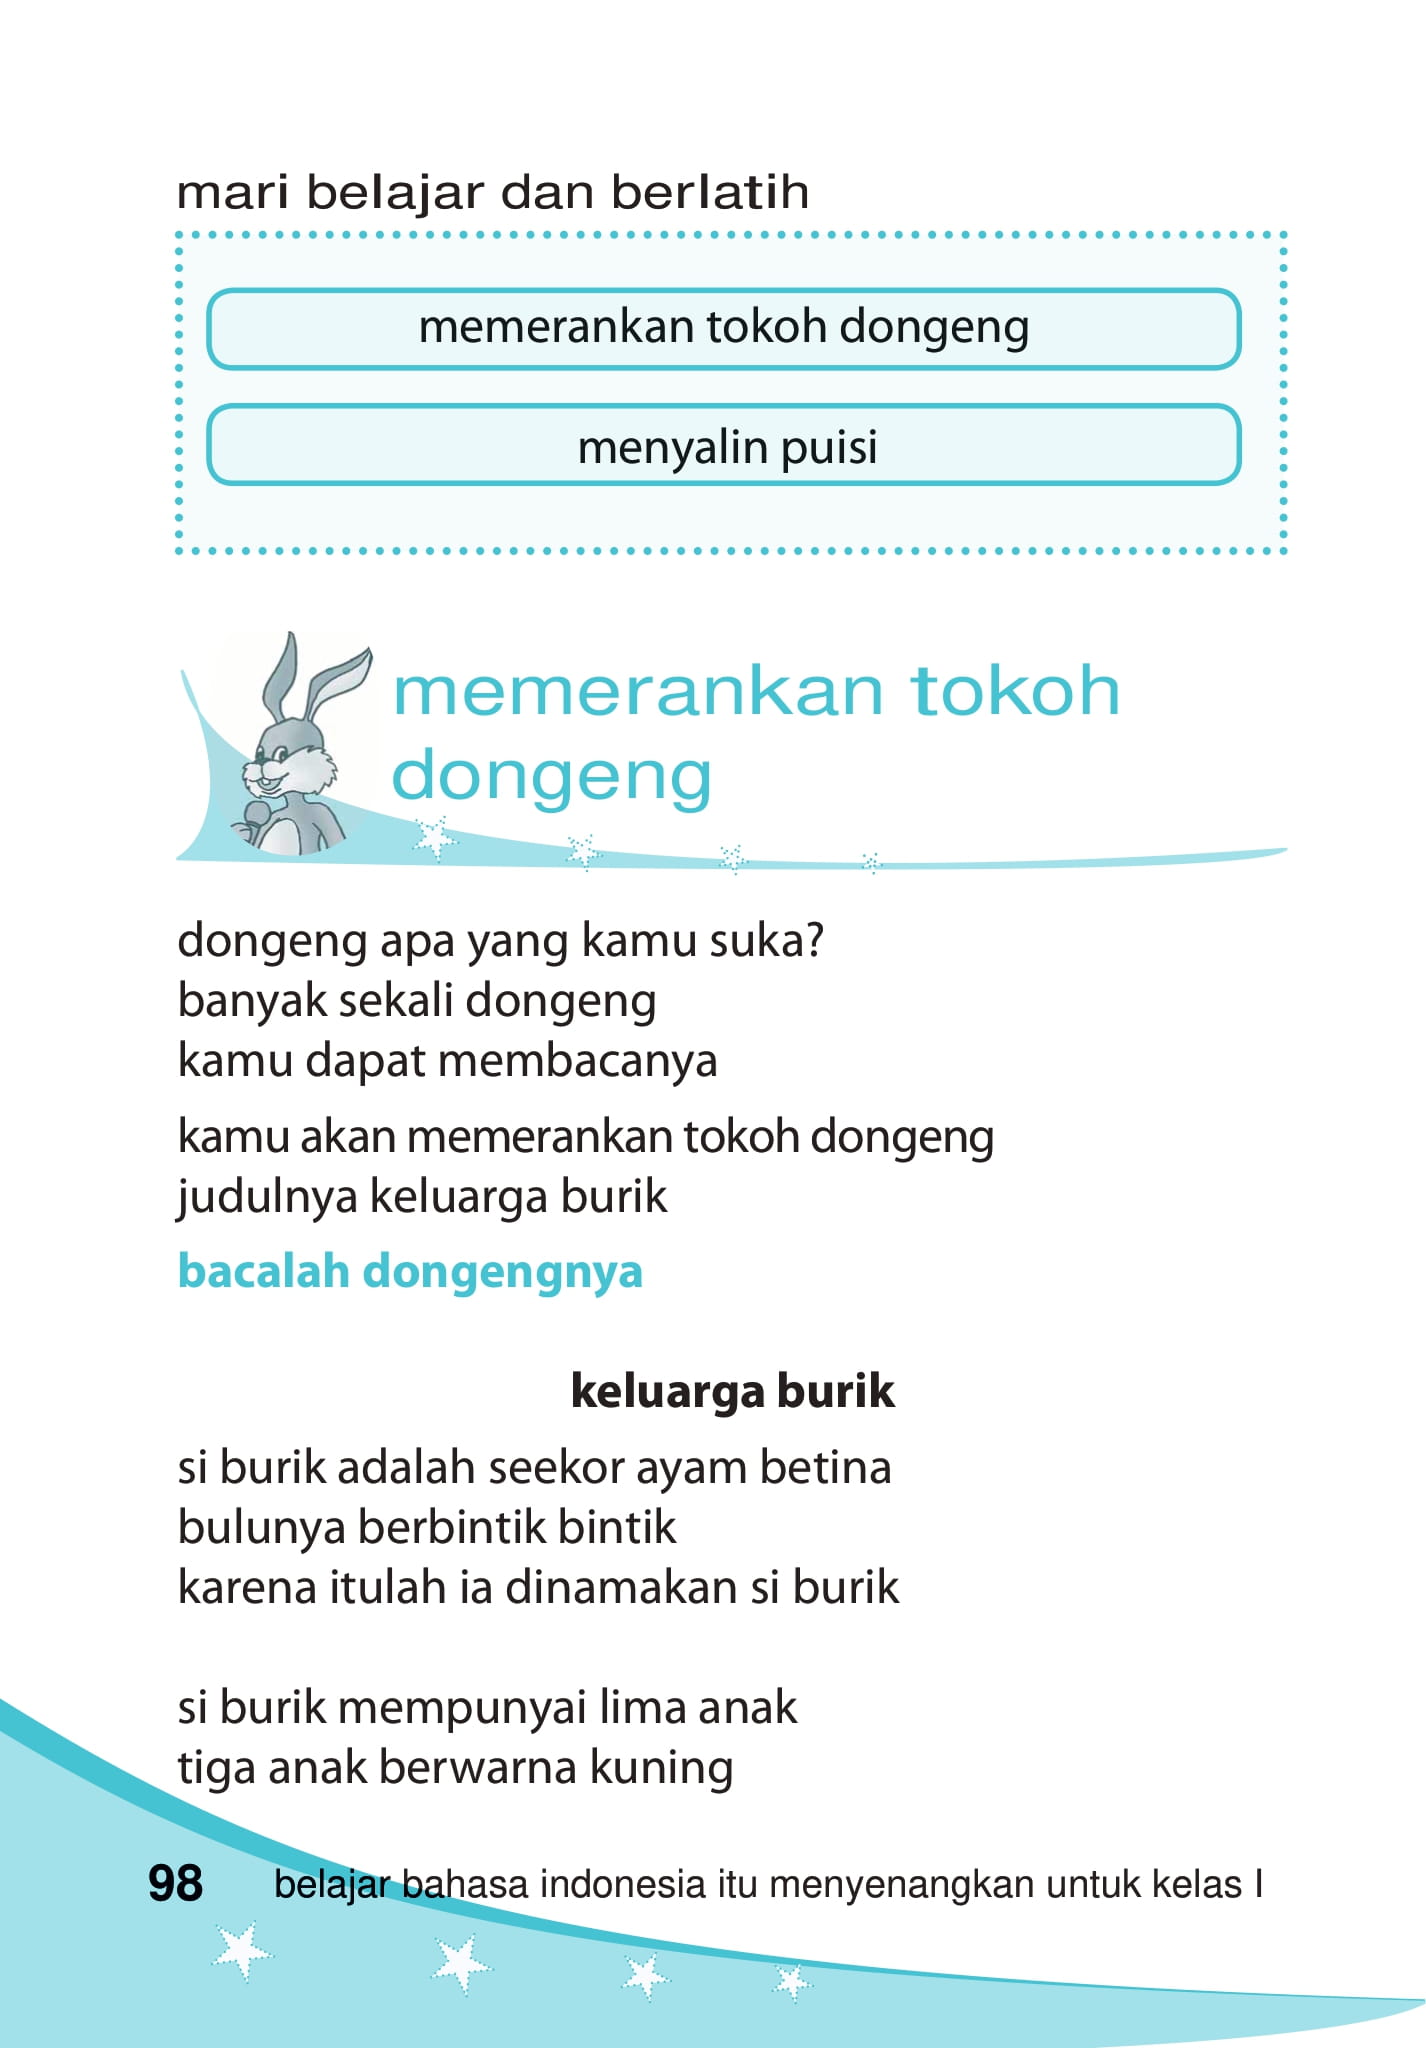 mari belajar dan berlatih
memerankan tokoh dongeng
menyalin puisi
memerankan tokoh
dongeng
dongeng apa yang kamu suka?
banyak sekali dongeng
kamu dapat membacanya
kamu akan memerankan tokoh dongeng
judulnya keluarga burik
bacalah dongengnya
keluarga burik
si burik adalah seekor ayam betina
bulunya berbintik bintik
karena itulah ia dinamakan si burik
si burik mempunyai lima anak
tiga anak berwarna kuning
98 belajar bahasa indonesia itu menyenangkan untuk kelas I